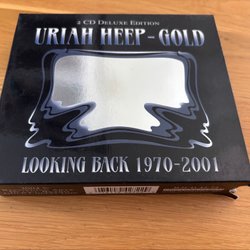 2 CD Deluxe Edition
URIAH HEEP - GOLD
LOOKING BACK 1970-2001